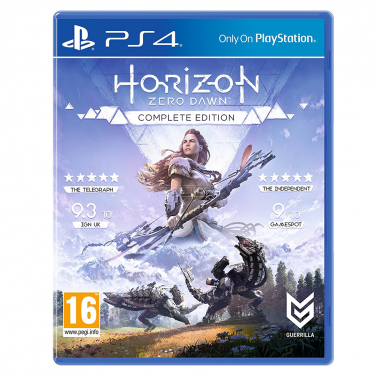 PS4
Only On PlayStation®
HORIZON
ZERO DAWN™
COMPLETE EDITION
★★★★★
THE TELEGRAPH
★★★★★
THE INDEPENDENT
9.3/10
IGN UK
9/10
GAMESPOT
16
www.pegi.info
GUERRILLA